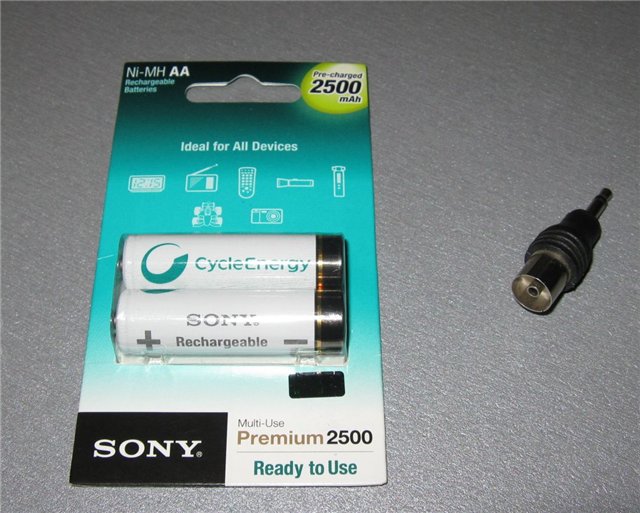 Ni-MH AA
Rechargeable
Batteries
Pre-charged
2500
mAh
Ideal for All Devices
CycleEnergy
SONY®
+ Rechargeable −
SONY®
Multi-Use
Premium 2500
Ready to Use